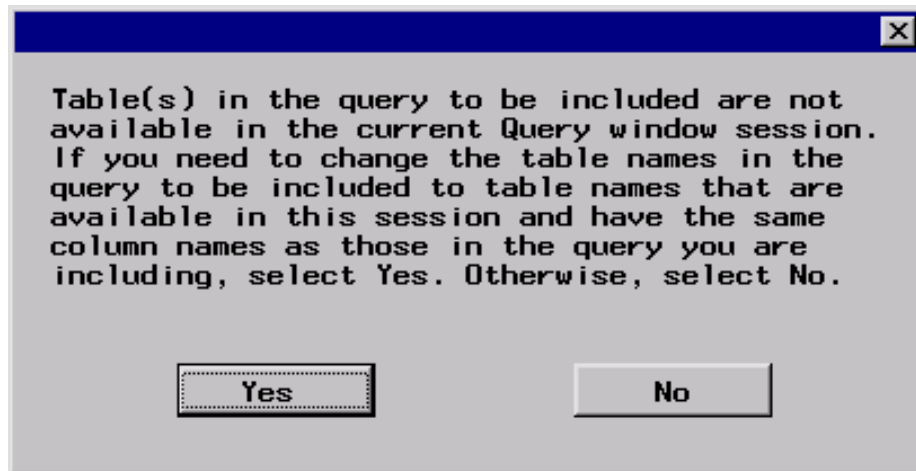 Table(s) in the query to be included are not
available in the current Query window session.
If you need to change the table names in the
query to be included to table names that are
available in this session and have the same
column names as those in the query you are
including, select Yes. Otherwise, select No.
Yes No